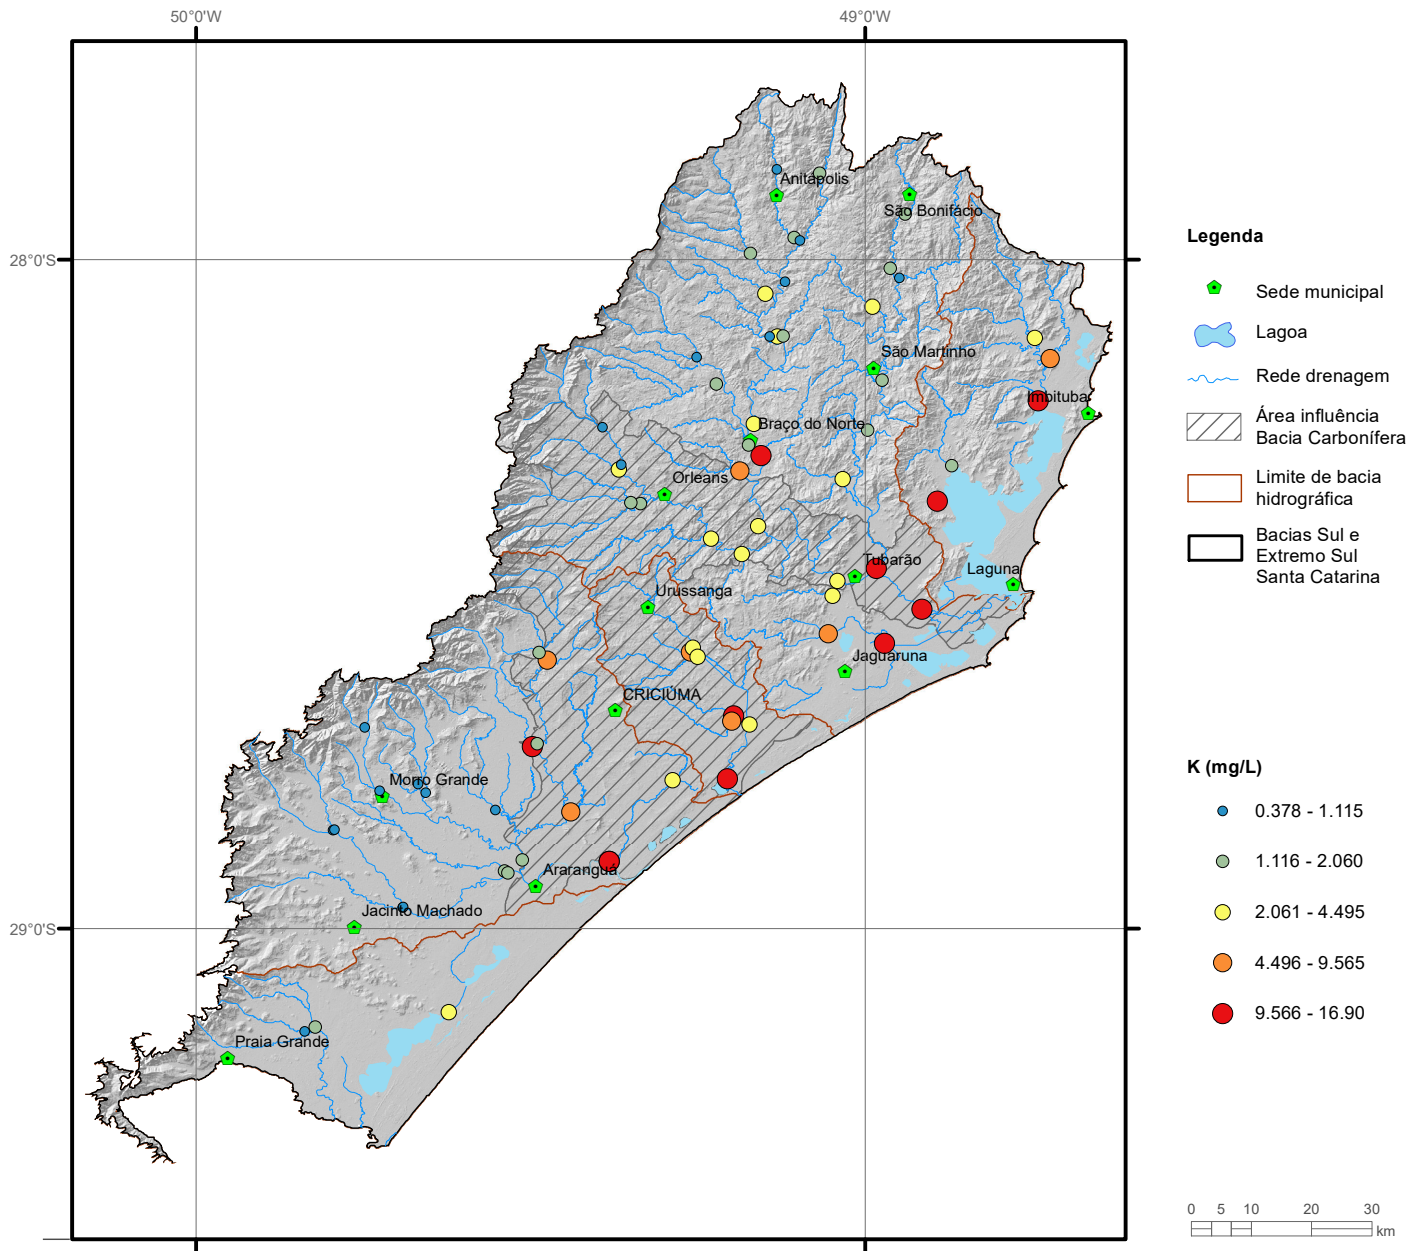 50°0'W
49°0'W
28°0'S
29°0'S
Anitápolis
São Bonifácio
São Martinho
Imbituba
Braço do Norte
Orleans
Tubarão
Laguna
Urussanga
Jaguaruna
CRICIÚMA
Morro Grande
Araranguá
Jacinto Machado
Praia Grande
Legenda
Sede municipal
Lagoa
Rede drenagem
Área influência
Bacia Carbonífera
Limite de bacia
hidrográfica
Bacias Sul e
Extremo Sul
Santa Catarina
K (mg/L)
0.378 - 1.115
1.116 - 2.060
2.061 - 4.495
4.496 - 9.565
9.566 - 16.90
0 5 10 20 30
km